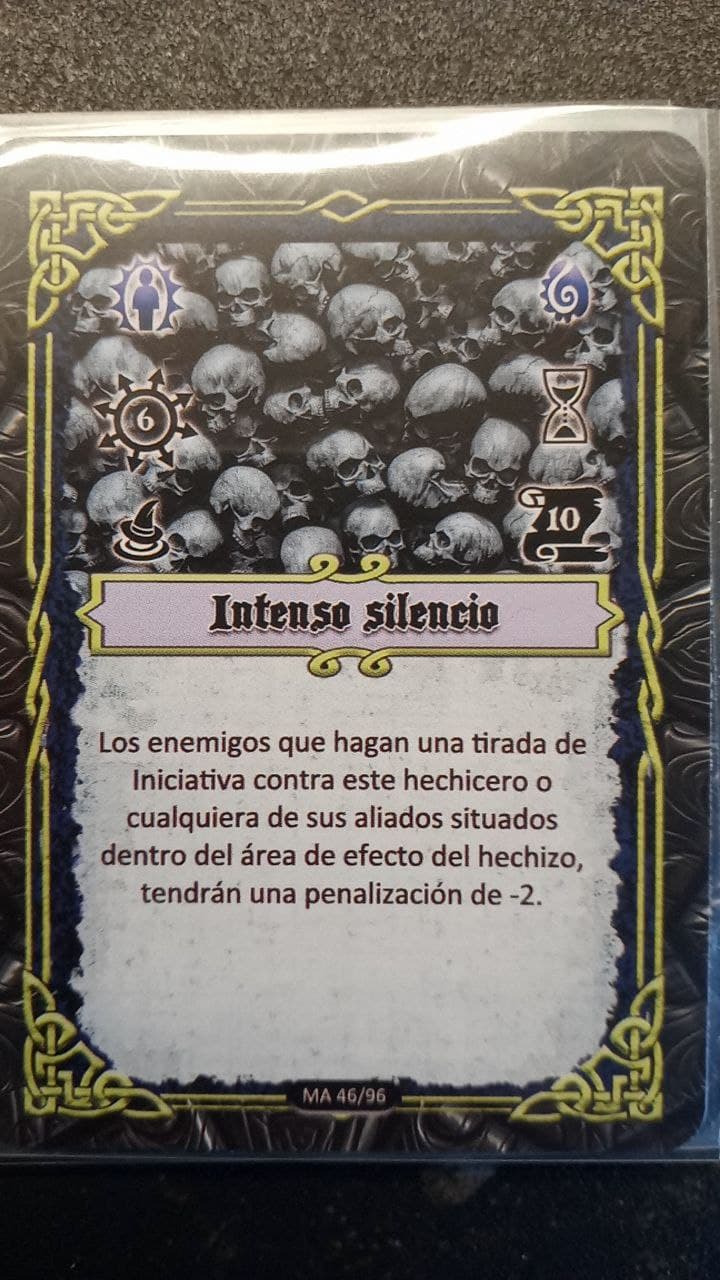 6
10
Intenso silencio
Los enemigos que hagan una tirada de
Iniciativa contra este hechicero o
cualquiera de sus aliados situados
dentro del área de efecto del hechizo,
tendrán una penalización de -2.
MA 46/96